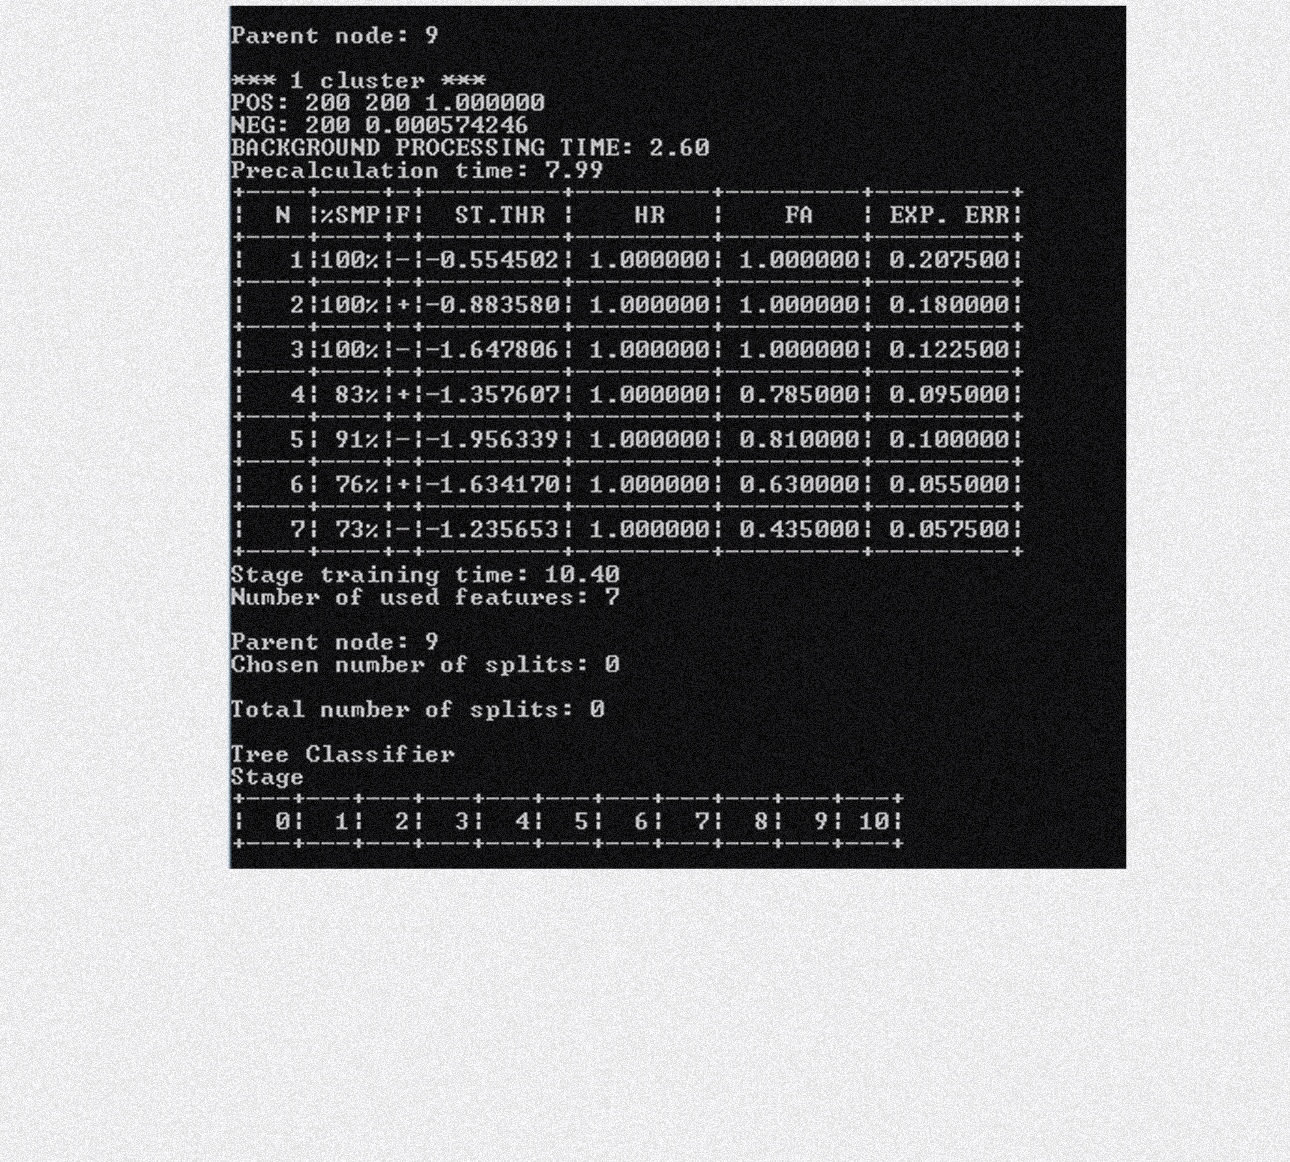 Parent node: 9
*** 1 cluster ***
POS: 200 200 1.000000
NEG: 200 0.000574246
BACKGROUND PROCESSING TIME: 2.60
Precalculation time: 7.99
+----+----+-+---------+---------+---------+---------+
|  N |%SMP|F|  ST.THR |    HR   |    FA   | EXP. ERR|
+----+----+-+---------+---------+---------+---------+
|   1|100%|-|-0.554502| 1.000000| 1.000000| 0.207500|
+----+----+-+---------+---------+---------+---------+
|   2|100%|+|-0.883580| 1.000000| 1.000000| 0.180000|
+----+----+-+---------+---------+---------+---------+
|   3|100%|-|-1.647806| 1.000000| 1.000000| 0.122500|
+----+----+-+---------+---------+---------+---------+
|   4| 83%|+|-1.357607| 1.000000| 0.785000| 0.095000|
+----+----+-+---------+---------+---------+---------+
|   5| 91%|-|-1.956339| 1.000000| 0.810000| 0.100000|
+----+----+-+---------+---------+---------+---------+
|   6| 76%|+|-1.634170| 1.000000| 0.630000| 0.055000|
+----+----+-+---------+---------+---------+---------+
|   7| 73%|-|-1.235653| 1.000000| 0.435000| 0.057500|
+----+----+-+---------+---------+---------+---------+
Stage training time: 10.40
Number of used features: 7
Parent node: 9
Chosen number of splits: 0
Total number of splits: 0
Tree Classifier
Stage
+---+---+---+---+---+---+---+---+---+---+---+
|  0|  1|  2|  3|  4|  5|  6|  7|  8|  9| 10|
+---+---+---+---+---+---+---+---+---+---+---+